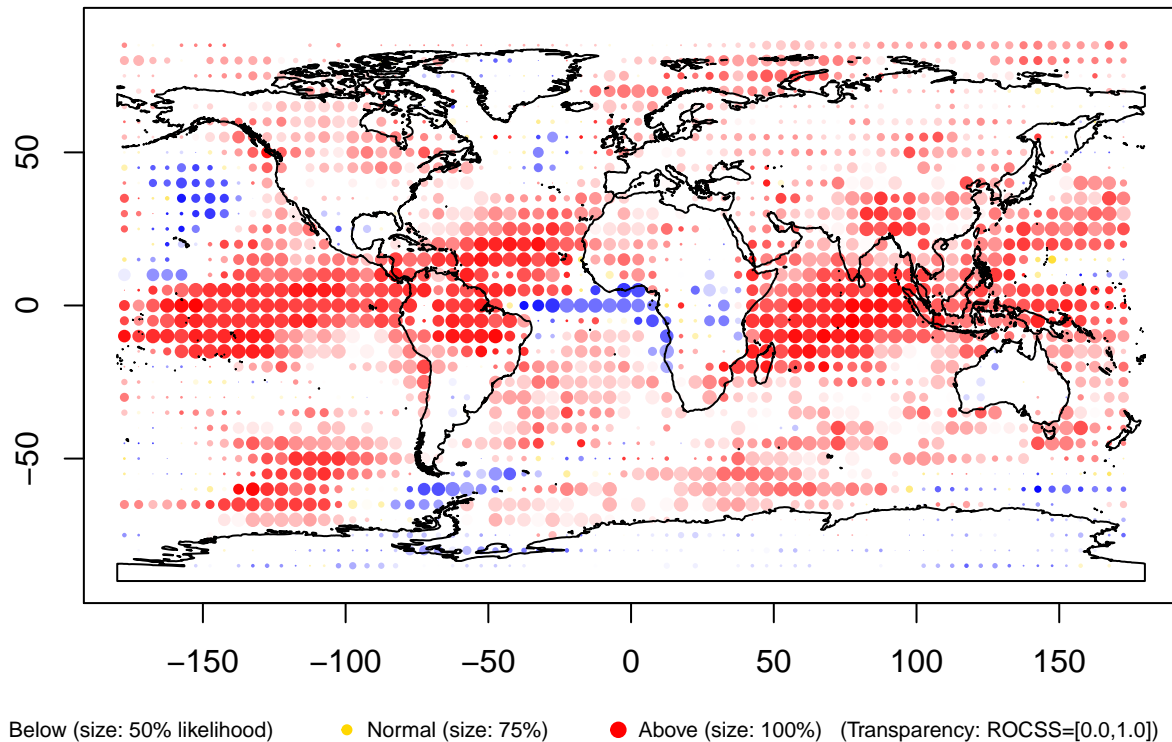 50
0
−50
−150
−100
−50
0
50
100
150
Below (size: 50% likelihood)
Normal (size: 75%)
Above (size: 100%)
(Transparency: ROCSS=[0.0,1.0])